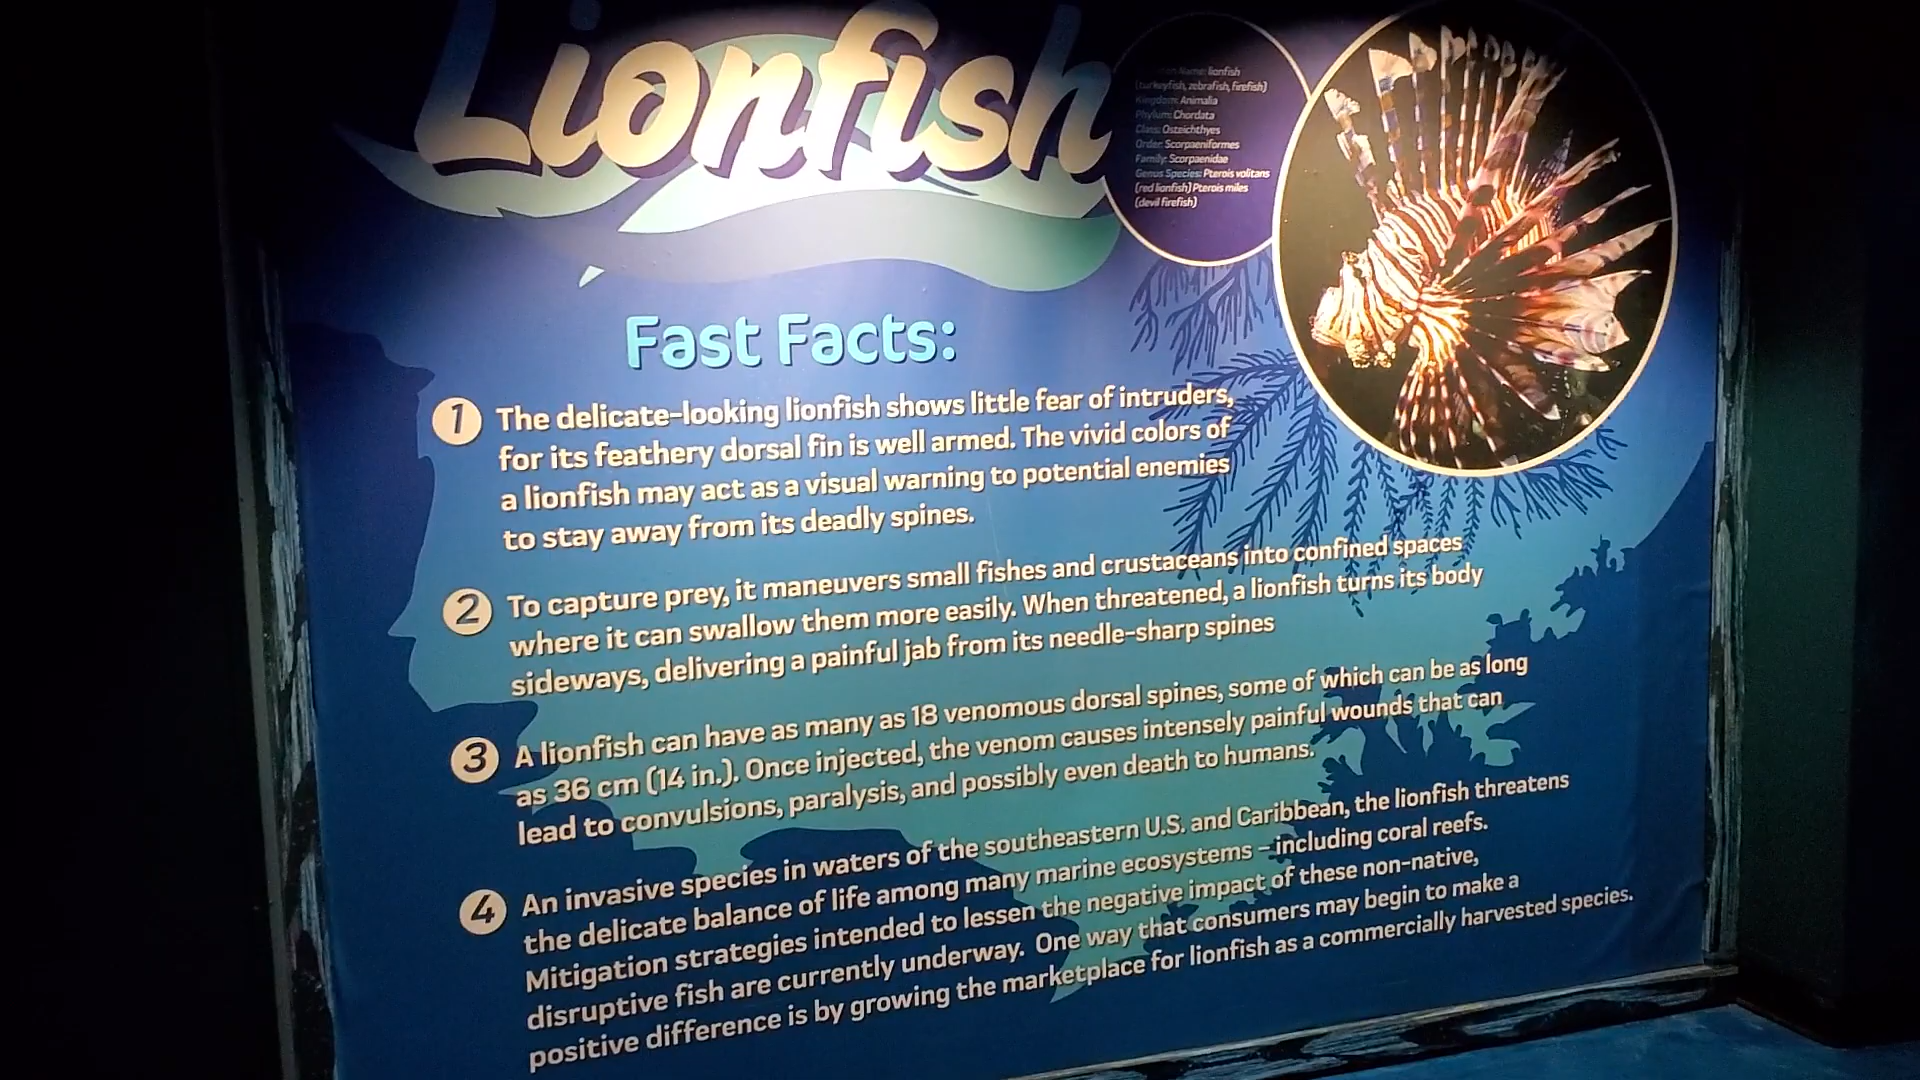 Lionfish
Name: lionfish
(turkeyfish, zebrafish, firefish)
Kingdom: Animalia
Phylum: Chordata
Class: Osteichthyes
Order: Scorpaeniformes
Family: Scorpaenidae
Genus Species: Pterois volitans
(red lionfish) Pterois miles
(devil firefish)
Fast Facts:
1 The delicate-looking lionfish shows little fear of intruders,
for its feathery dorsal fin is well armed. The vivid colors of
a lionfish may act as a visual warning to potential enemies
to stay away from its deadly spines.
2 To capture prey, it maneuvers small fishes and crustaceans into confined spaces
where it can swallow them more easily. When threatened, a lionfish turns its body
sideways, delivering a painful jab from its needle-sharp spines
3 A lionfish can have as many as 18 venomous dorsal spines, some of which can be as long
as 36 cm (14 in.). Once injected, the venom causes intensely painful wounds that can
lead to convulsions, paralysis, and possibly even death to humans.
4 An invasive species in waters of the southeastern U.S. and Caribbean, the lionfish threatens
the delicate balance of life among many marine ecosystems – including coral reefs.
Mitigation strategies intended to lessen the negative impact of these non-native,
disruptive fish are currently underway. One way that consumers may begin to make a
positive difference is by growing the marketplace for lionfish as a commercially harvested species.